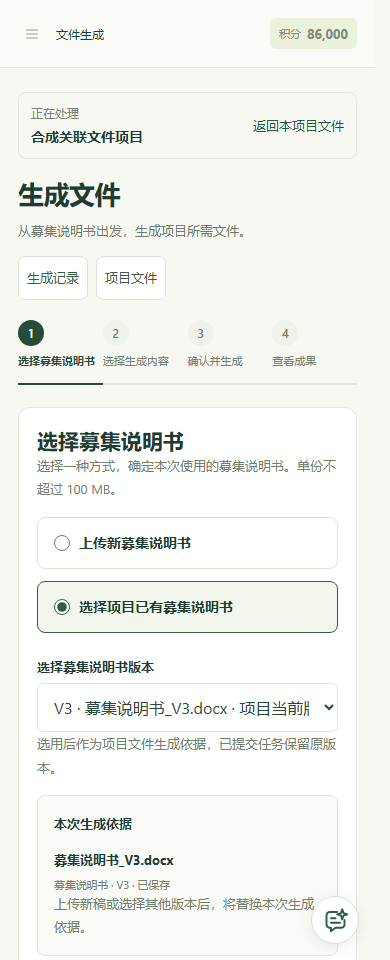 文件生成
积分 86,000
正在处理
合成关联文件项目
返回本项目文件
生成文件
从募集说明书出发，生成项目所需文件。
生成记录
项目文件
1
2
3
4
选择募集说明书
选择生成内容
确认并生成
查看成果
选择募集说明书
选择一种方式，确定本次使用的募集说明书。单份不
超过 100 MB。
上传新募集说明书
选择项目已有募集说明书
选择募集说明书版本
V3 · 募集说明书_V3.docx · 项目当前
选用后作为项目文件生成依据，已提交任务保留原版
本。
本次生成依据
募集说明书_V3.docx
募集说明书 · V3 · 已保存
上传新稿或选择其他版本后，将替换本次生成
依据。